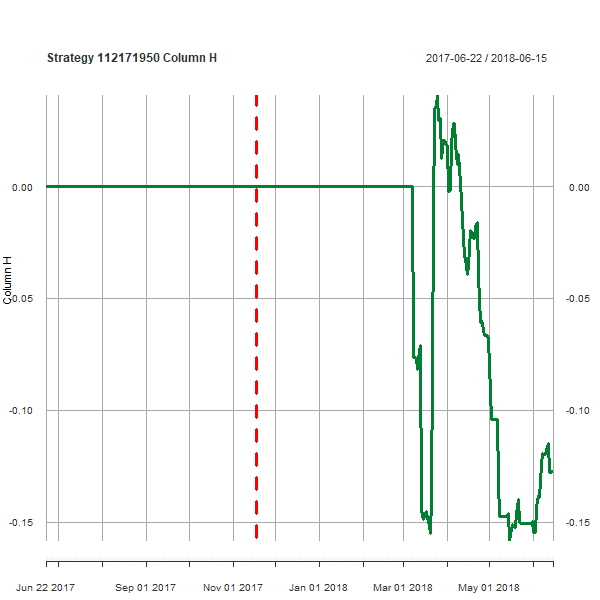 Strategy 112171950 Column H
2017-06-22 / 2018-06-15
0.00 0.00
-0.05 -0.05
-0.10 -0.10
-0.15 -0.15
Column H
Jun 22 2017 Sep 01 2017 Nov 01 2017 Jan 01 2018 Mar 01 2018 May 01 2018